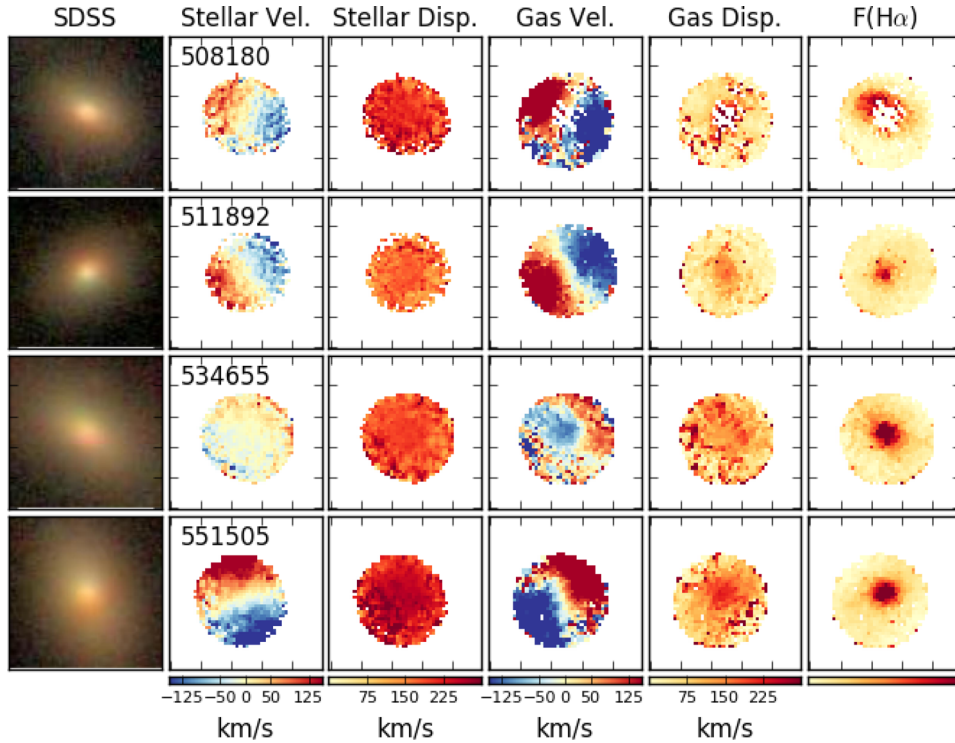 SDSS Stellar Vel. Stellar Disp. Gas Vel. Gas Disp. F(Hα)
508180
511892
534655
551505
−125 −50 0 50 125 75 150 225 −125 −50 0 50 125 75 150 225
km/s km/s km/s km/s